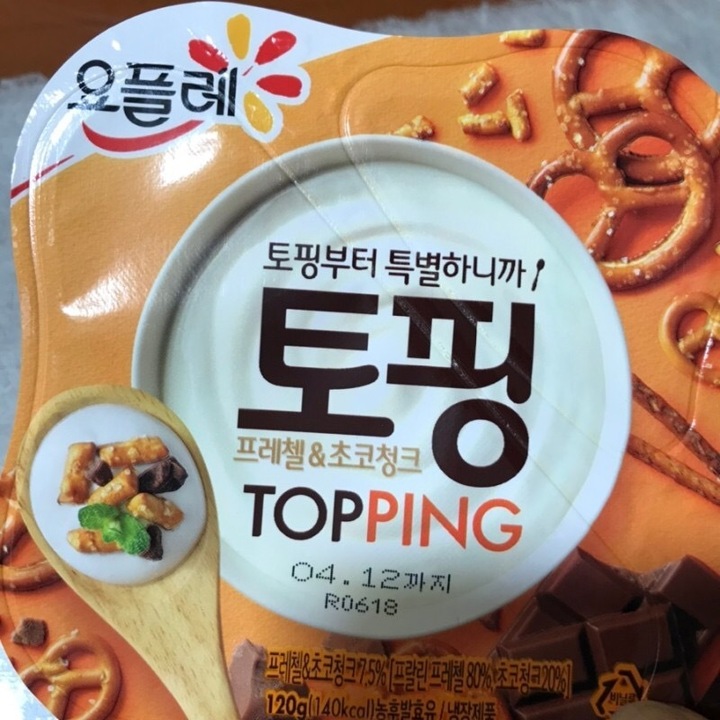 요플레
토핑부터 특별하니까
토핑
프레첼&초코청크
TOPPING
04.12까지
R0618
프레첼&초코청크 7.5% [프랄린 프레첼 80%, 초코청크 20%]
120g(140kcal)농후발효유 / 냉장제품
비닐류